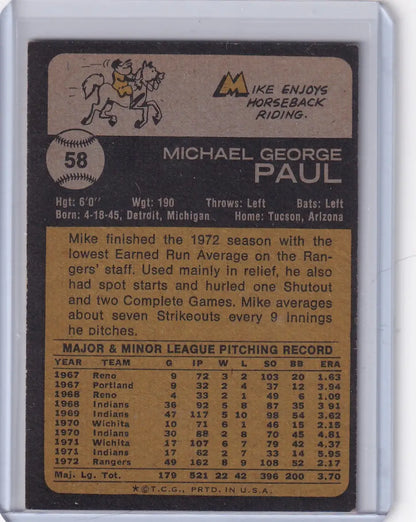 MIKE ENJOYS
HORSEBACK
RIDING.
58
MICHAEL GEORGE
PAUL
Hgt: 6'0" Wgt: 190 Throws: Left Bats: Left
Born: 4-18-45, Detroit, Michigan Home: Tucson, Arizona
Mike finished the 1972 season with the
lowest Earned Run Average on the Ran-
gers' staff. Used mainly in relief, he also
had spot starts and hurled one Shutout
and two Complete Games. Mike averages
about seven Strikeouts every 9 innings
he pitches.
MAJOR & MINOR LEAGUE PITCHING RECORD
YEAR TEAM G IP W L SO BB ERA
1967 Reno 9 72 3 2 103 20 1.63
1967 Portland 9 32 2 4 37 12 3.94
1968 Reno 4 33 2 1 49 6 1.09
1968 Indians 36 92 5 8 87 35 3.91
1969 Indians 47 117 5 10 98 54 3.62
1970 Wichita 10 71 6 3 46 15 2.15
1970 Indians 30 88 2 8 70 45 4.81
1971 Wichita 17 107 6 7 79 42 4.37
1971 Indians 17 62 2 7 33 14 5.95
1972 Rangers 49 162 8 9 108 52 2.17
Maj. Lg. Tot. 179 521 22 42 396 200 3.70
★©T.C.G., PRTD. IN U.S.A.